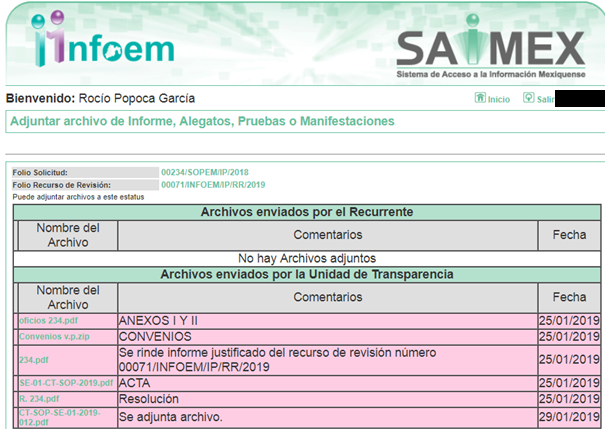 infoem
SAIMEX
Sistema de Acceso a la Información Mexiquense
Bienvenido: Rocío Popoca García
Inicio
Salir
Adjuntar archivo de Informe, Alegatos, Pruebas o Manifestaciones
Folio Solicitud: 00234/SOPEM/IP/2018
Folio Recurso de Revisión: 00071/INFOEM/IP/RR/2019
Puede adjuntar archivos a este estatus
Archivos enviados por el Recurrente
Nombre del Archivo Comentarios Fecha
No hay Archivos adjuntos
Archivos enviados por la Unidad de Transparencia
Nombre del Archivo Comentarios Fecha
oficios 234.pdf ANEXOS I Y II 25/01/2019
Convenios v.p.zip CONVENIOS 25/01/2019
234.pdf Se rinde informe justificado del recurso de revisión número 00071/INFOEM/IP/RR/2019 25/01/2019
SE-01-CT-SOP-2019.pdf ACTA 25/01/2019
R. 234.pdf Resolución 25/01/2019
CT-SOP-SE-01-2019-012.pdf Se adjunta archivo. 29/01/2019